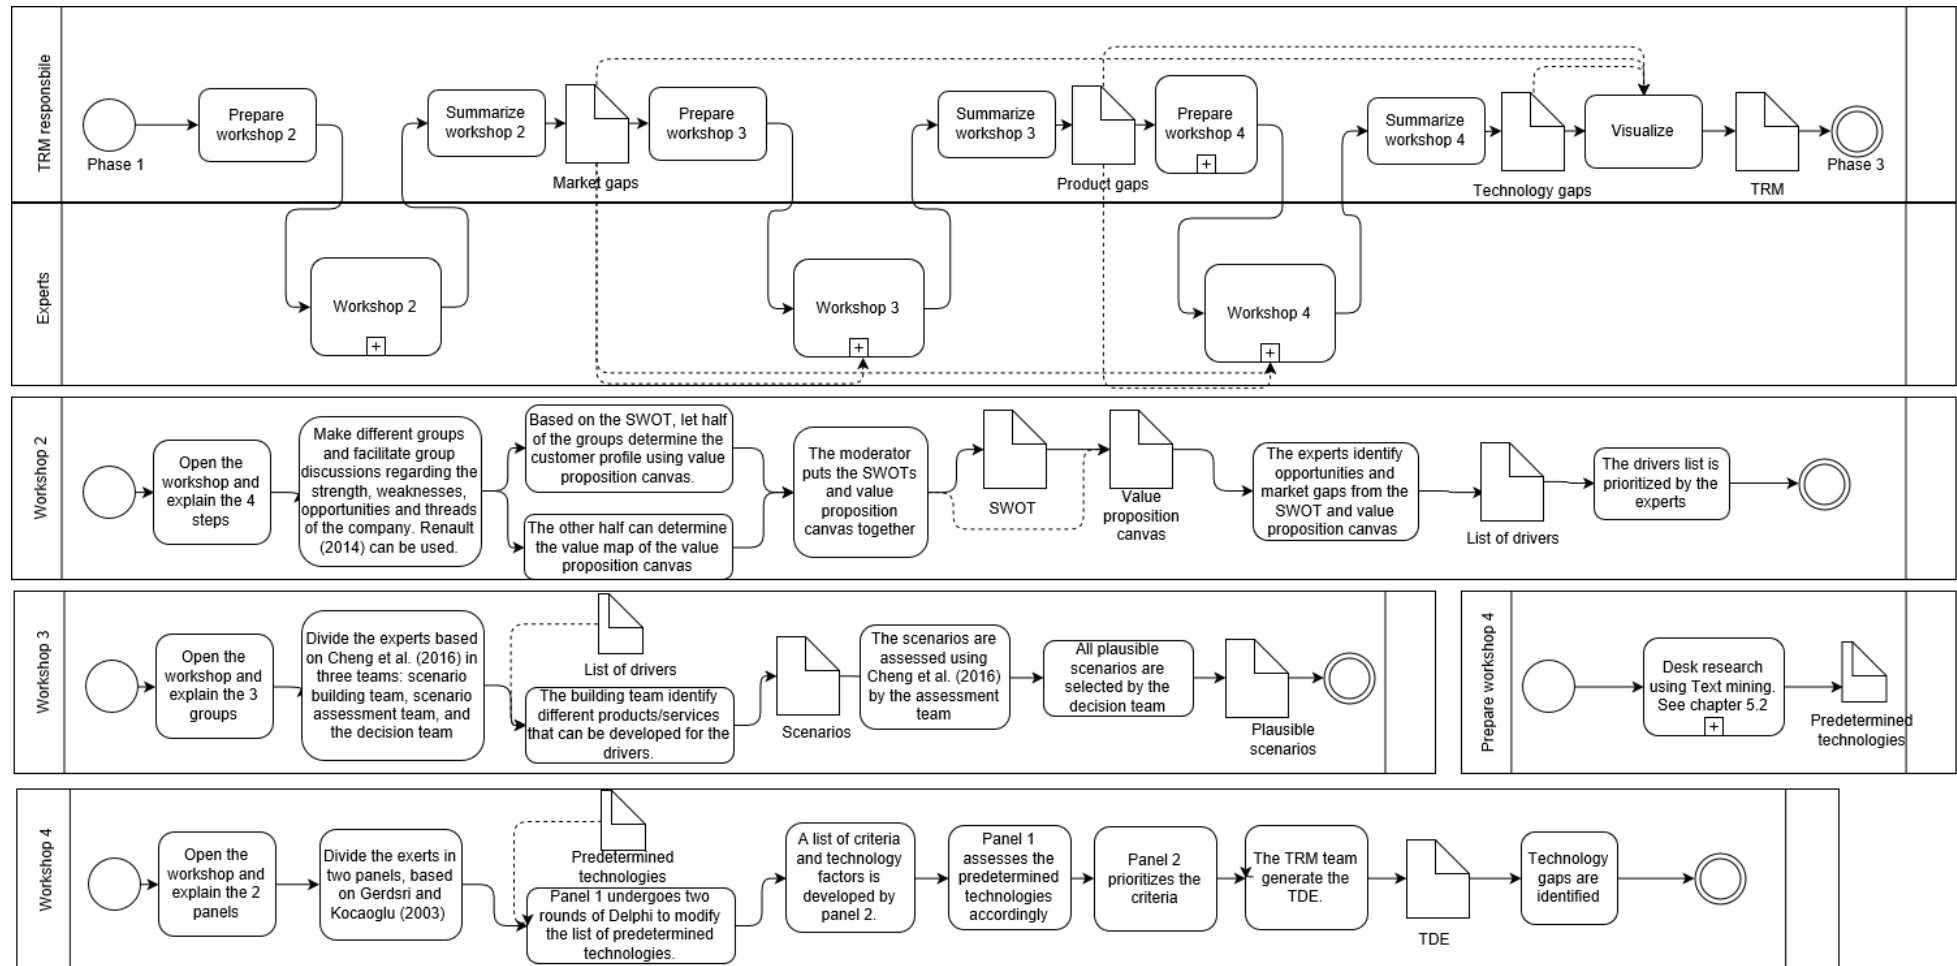 TRM responsbile
Phase 1
Prepare
workshop 2
Summarize
workshop 2
Market gaps
Prepare
workshop 3
Summarize
workshop 3
Product gaps
Prepare
workshop 4
+
Summarize
workshop 4
Technology gaps
Visualize
TRM
Phase 3
Experts
Workshop 2
+
Workshop 3
+
Workshop 4
+
Workshop 2
Open the
workshop and
explain the 4
steps
Make different groups
and facilitate group
discussions regarding the
strength, weaknesses,
opportunities and threads
of the company. Renault
(2014) can be used.
Based on the SWOT, let half
of the groups determine the
customer profile using value
proposition canvas.
The other half can determine
the value map of the value
proposition canvas
The moderator
puts the SWOTs
and value
proposition
canvas together
SWOT
Value
proposition
canvas
The experts identify
opportunities and
market gaps from the
SWOT and value
proposition canvas
List of drivers
The drivers list is
prioritized by the
experts
Workshop 3
Open the
workshop and
explain the 3
groups
Divide the experts based
on Cheng et al. (2016) in
three teams: scenario
building team, scenario
assessment team, and
the decision team
List of drivers
The building team identify
different products/services
that can be developed for the
drivers.
Scenarios
The scenarios are
assessed using
Cheng et al. (2016)
by the assessment
team
All plausible
scenarios are
selected by the
decision team
Plausible
scenarios
Prepare workshop 4
Desk research
using Text mining.
See chapter 5.2
+
Predetermined
technologies
Workshop 4
Open the
workshop and
explain the 2
panels
Divide the exerts in
two panels, based
on Gerdsri and
Kocaoglu (2003)
Predetermined
technologies
Panel 1 undergoes two
rounds of Delphi to modify
the list of predetermined
technologies.
A list of criteria
and technology
factors is
developed by
panel 2.
Panel 1
assesses the
predetermined
technologies
accordingly
Panel 2
prioritizes the
criteria
The TRM team
generate the
TDE.
TDE
Technology
gaps are
identified